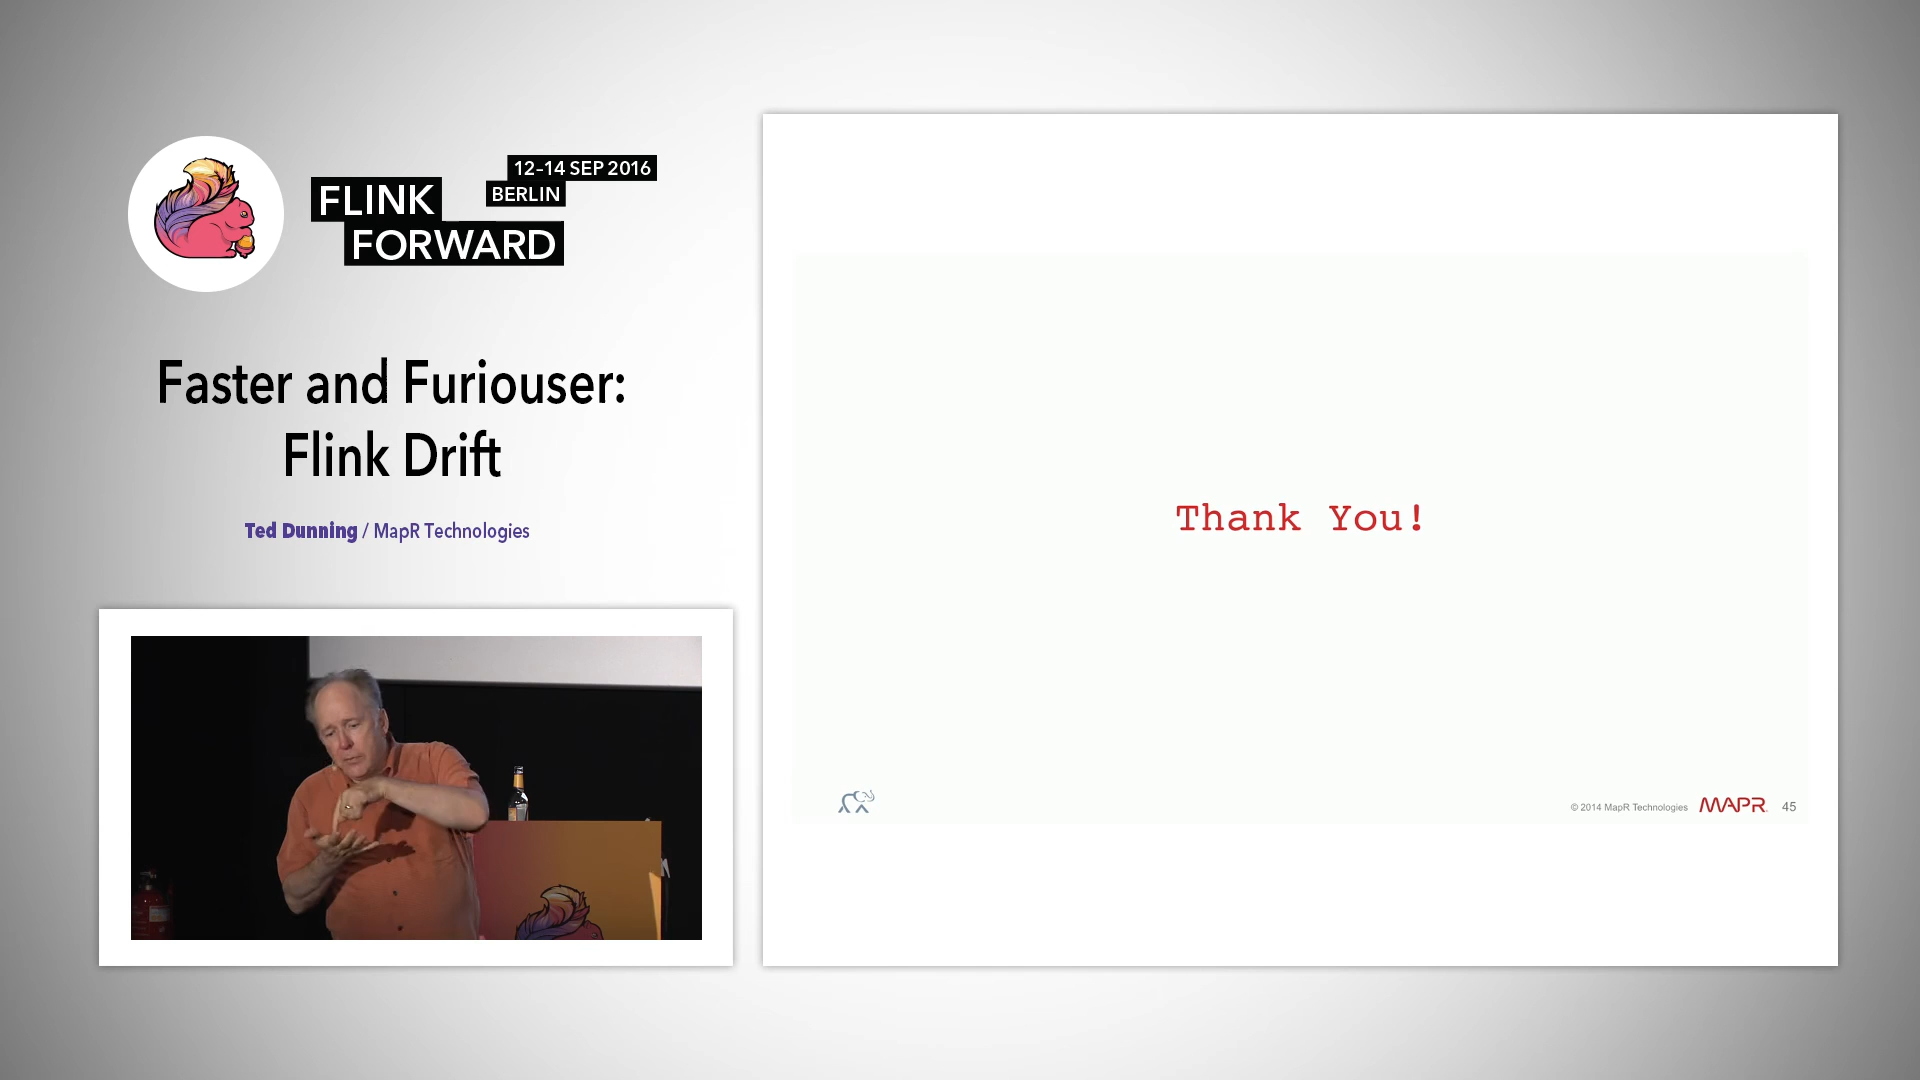 12-14 SEP 2016
BERLIN
FLINK
FORWARD
Faster and Furiouser:
Flink Drift
Ted Dunning / MapR Technologies
Thank You!
© 2014 MapR Technologies MAPR 45